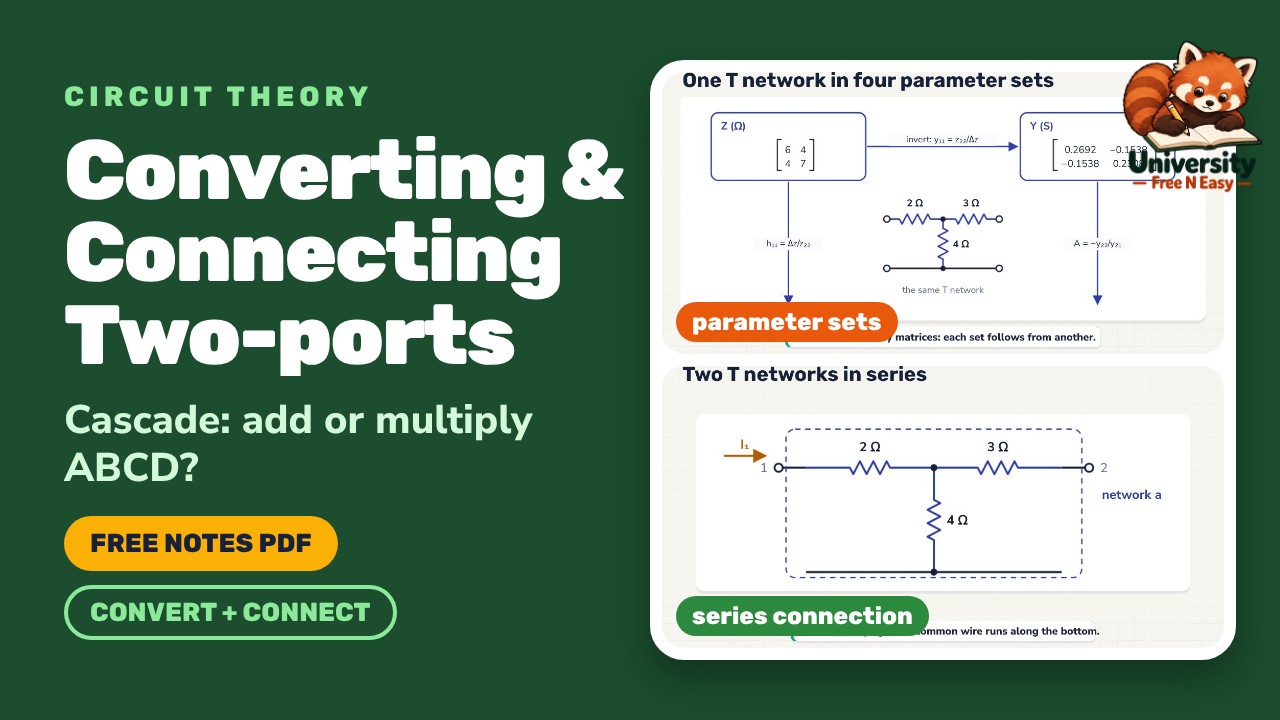 CIRCUIT THEORY
Converting &
Connecting
Two-ports
Cascade: add or multiply
ABCD?
FREE NOTES PDF
CONVERT + CONNECT
One T network in four parameter sets
Z (Ω)
6 4
4 7
invert: y₁₁ = z₂₂/Δz
Y (S)
0.2692 −0.1538
−0.1538
University
Free N Easy
2 Ω 3 Ω
4 Ω
h₁₁ = Δz/z₂₂
A = −y₂₂/y₂₁
the same T network
parameter sets
matrices: each set follows from another.
Two T networks in series
I₁
2 Ω 3 Ω
1 2
network a
4 Ω
series connection
common wire runs along the bottom.